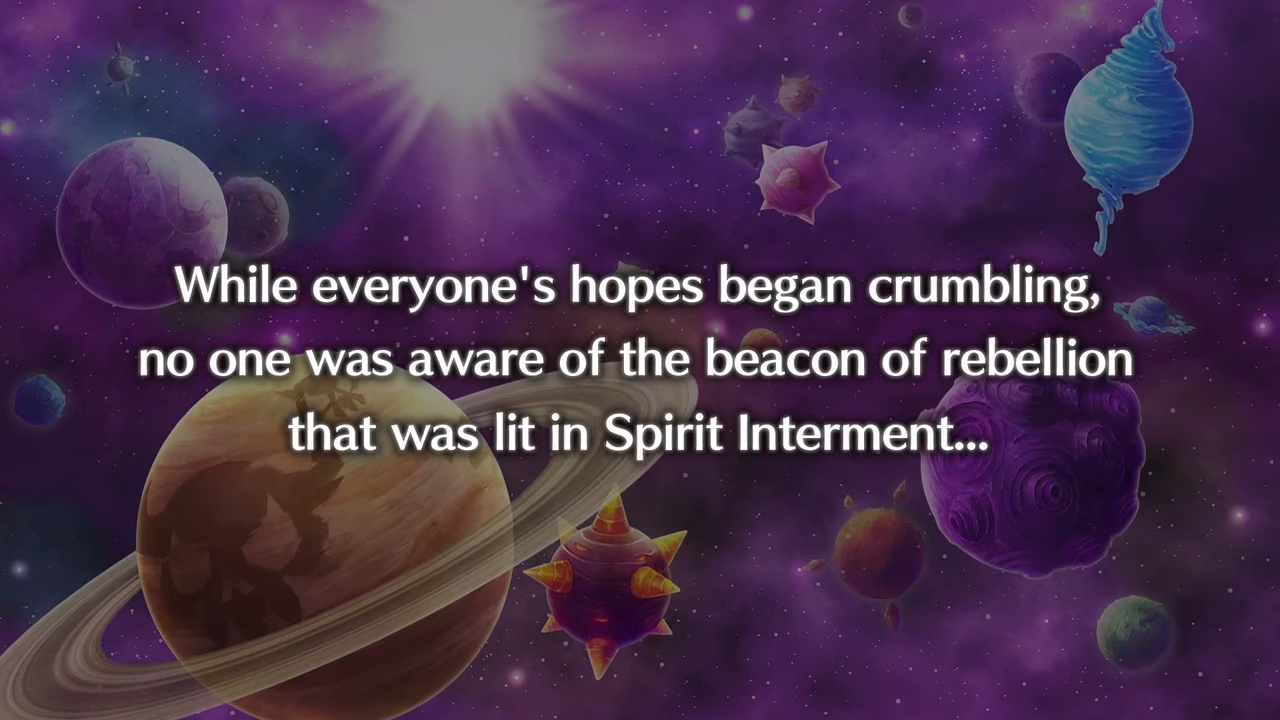 While everyone's hopes began crumbling,
no one was aware of the beacon of rebellion
that was lit in Spirit Interment...